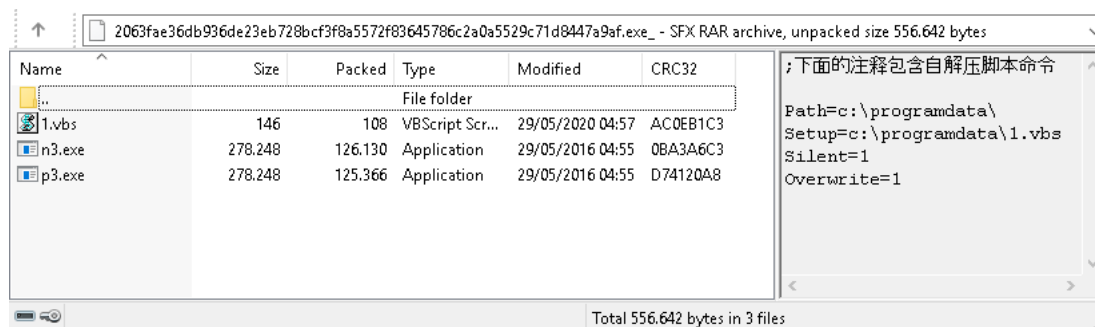 2063fae36db936de23eb728bcf3f8a5572f83645786c2a0a5529c71d8447a9af.exe_ - SFX RAR archive, unpacked size 556.642 bytes
Name Size Packed Type Modified CRC32
.. File folder
1.vbs 146 108 VBScript Scr... 29/05/2020 04:57 AC0EB1C3
n3.exe 278.248 126.130 Application 29/05/2016 04:55 0BA3A6C3
p3.exe 278.248 125.366 Application 29/05/2016 04:55 D74120A8
;下面的注释包含自解压脚本命令
Path=c:\programdata\
Setup=c:\programdata\1.vbs
Silent=1
Overwrite=1
Total 556.642 bytes in 3 files